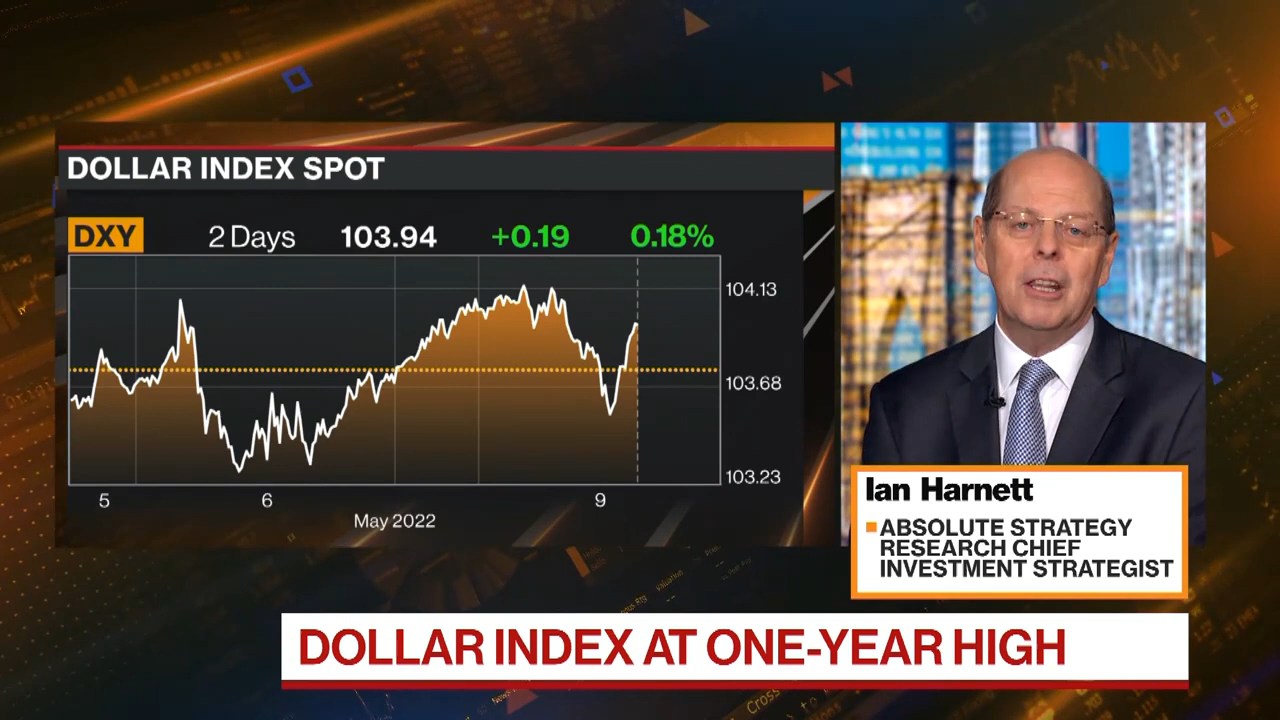 DOLLAR INDEX SPOT
DXY 2 Days 103.94 +0.19 0.18%
104.13
103.68
103.23
5 6 9
May 2022
Ian Harnett
ABSOLUTE STRATEGY
RESEARCH CHIEF
INVESTMENT STRATEGIST
DOLLAR INDEX AT ONE-YEAR HIGH